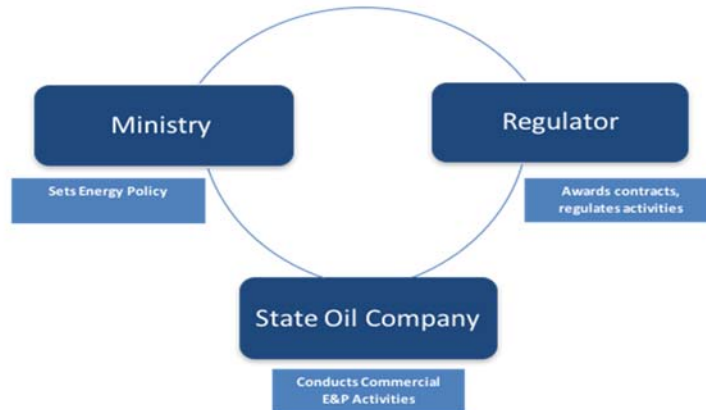 Ministry
Regulator
Sets Energy Policy
Awards contracts,
regulates activities
State Oil Company
Conducts Commercial
E&P Activities